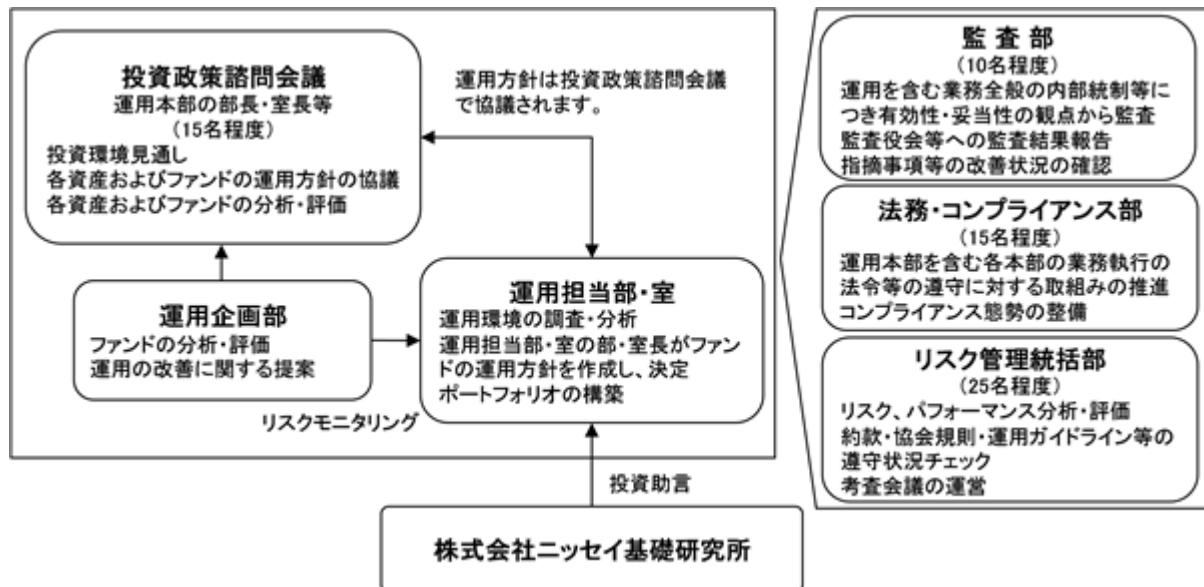 投資政策諮問会議
運用本部の部長・室長等
(15名程度)
投資環境見通し
各資産およびファンドの運用方針の協議
各資産およびファンドの分析・評価
運用方針は投資政策諮問会議
で協議されます。
運用企画部
ファンドの分析・評価
運用の改善に関する提案
リスクモニタリング
運用担当部・室
運用環境の調査・分析
運用担当部・室の部・室長がファン
ドの運用方針を作成し、決定
ポートフォリオの構築
投資助言
株式会社ニッセイ基礎研究所
監査部
(10名程度)
運用を含む業務全般の内部統制等に
つき有効性・妥当性の観点から監査
監査役会等への監査結果報告
指摘事項等の改善状況の確認
法務・コンプライアンス部
(15名程度)
運用本部を含む各本部の業務執行の
法令等の遵守に対する取組みの推進
コンプライアンス態勢の整備
リスク管理統括部
(25名程度)
リスク、パフォーマンス分析・評価
約款・協会規則・運用ガイドライン等の
遵守状況チェック
考査会議の運営